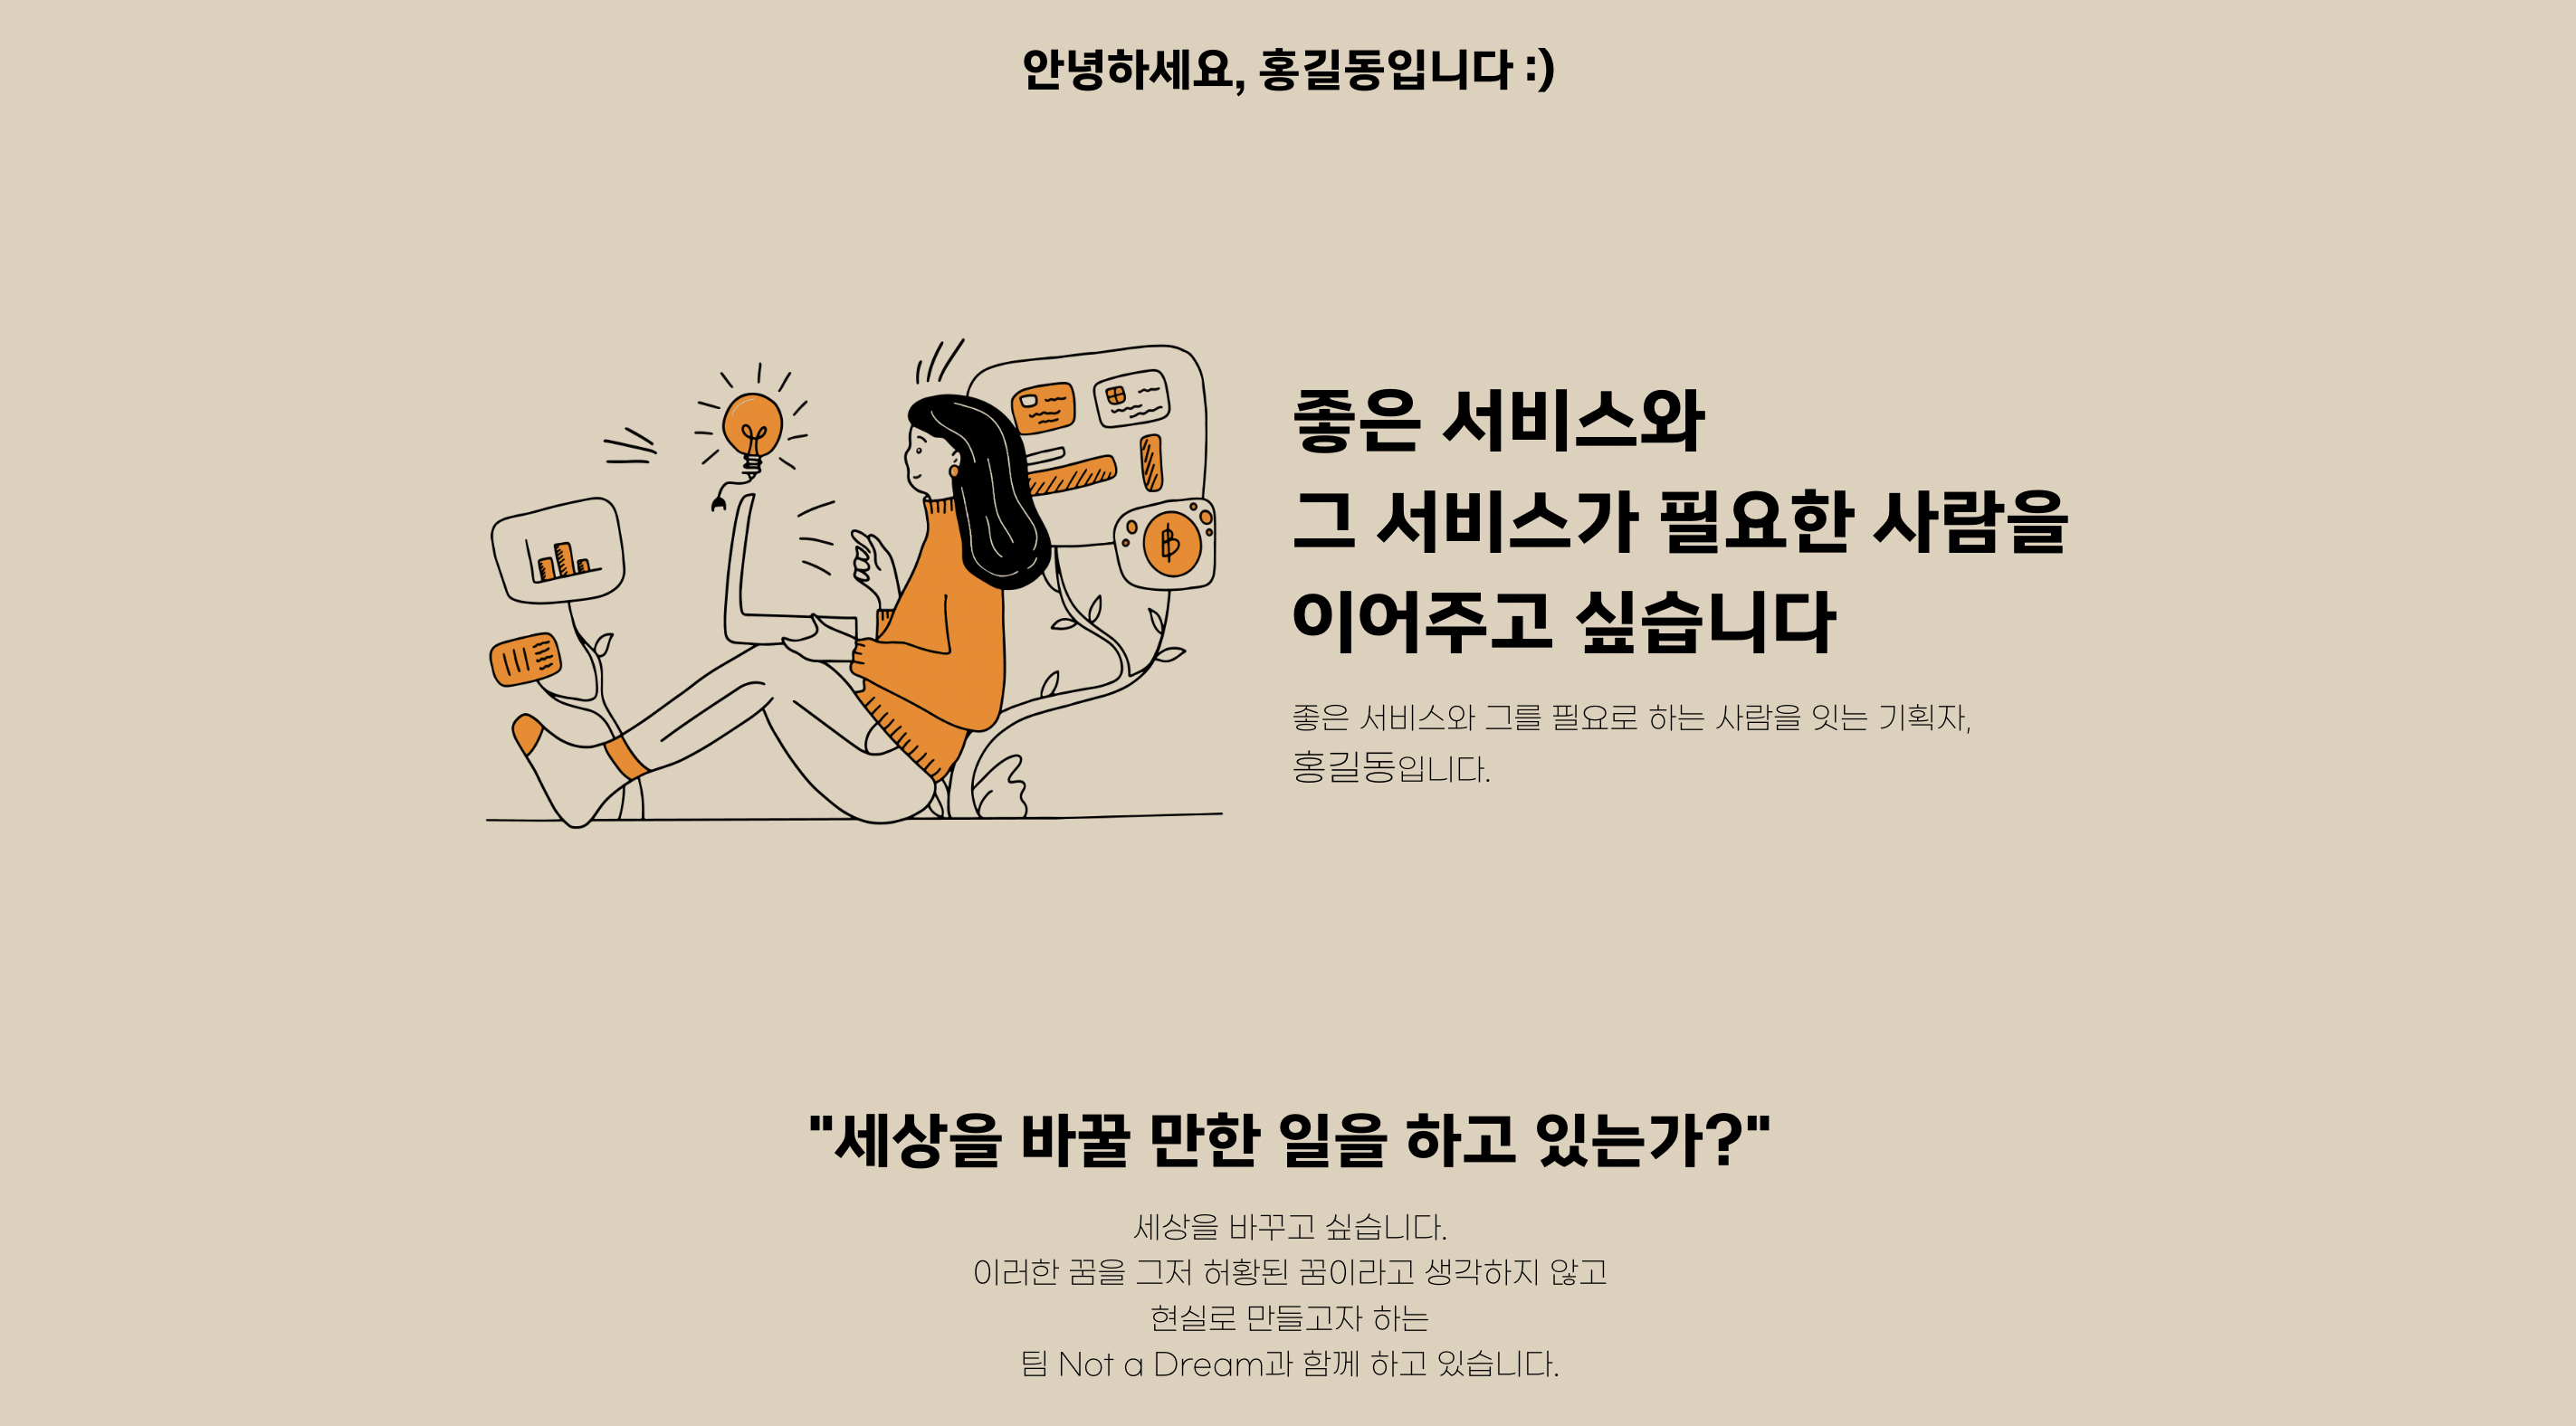 안녕하세요, 홍길동입니다 :)
좋은 서비스와
그 서비스가 필요한 사람을
이어주고 싶습니다
좋은 서비스와 그를 필요로 하는 사람을 잇는 기획자,
홍길동입니다.
"세상을 바꿀 만한 일을 하고 있는가?"
세상을 바꾸고 싶습니다.
이러한 꿈을 그저 허황된 꿈이라고 생각하지 않고
현실로 만들고자 하는
팀 Not a Dream과 함께 하고 있습니다.